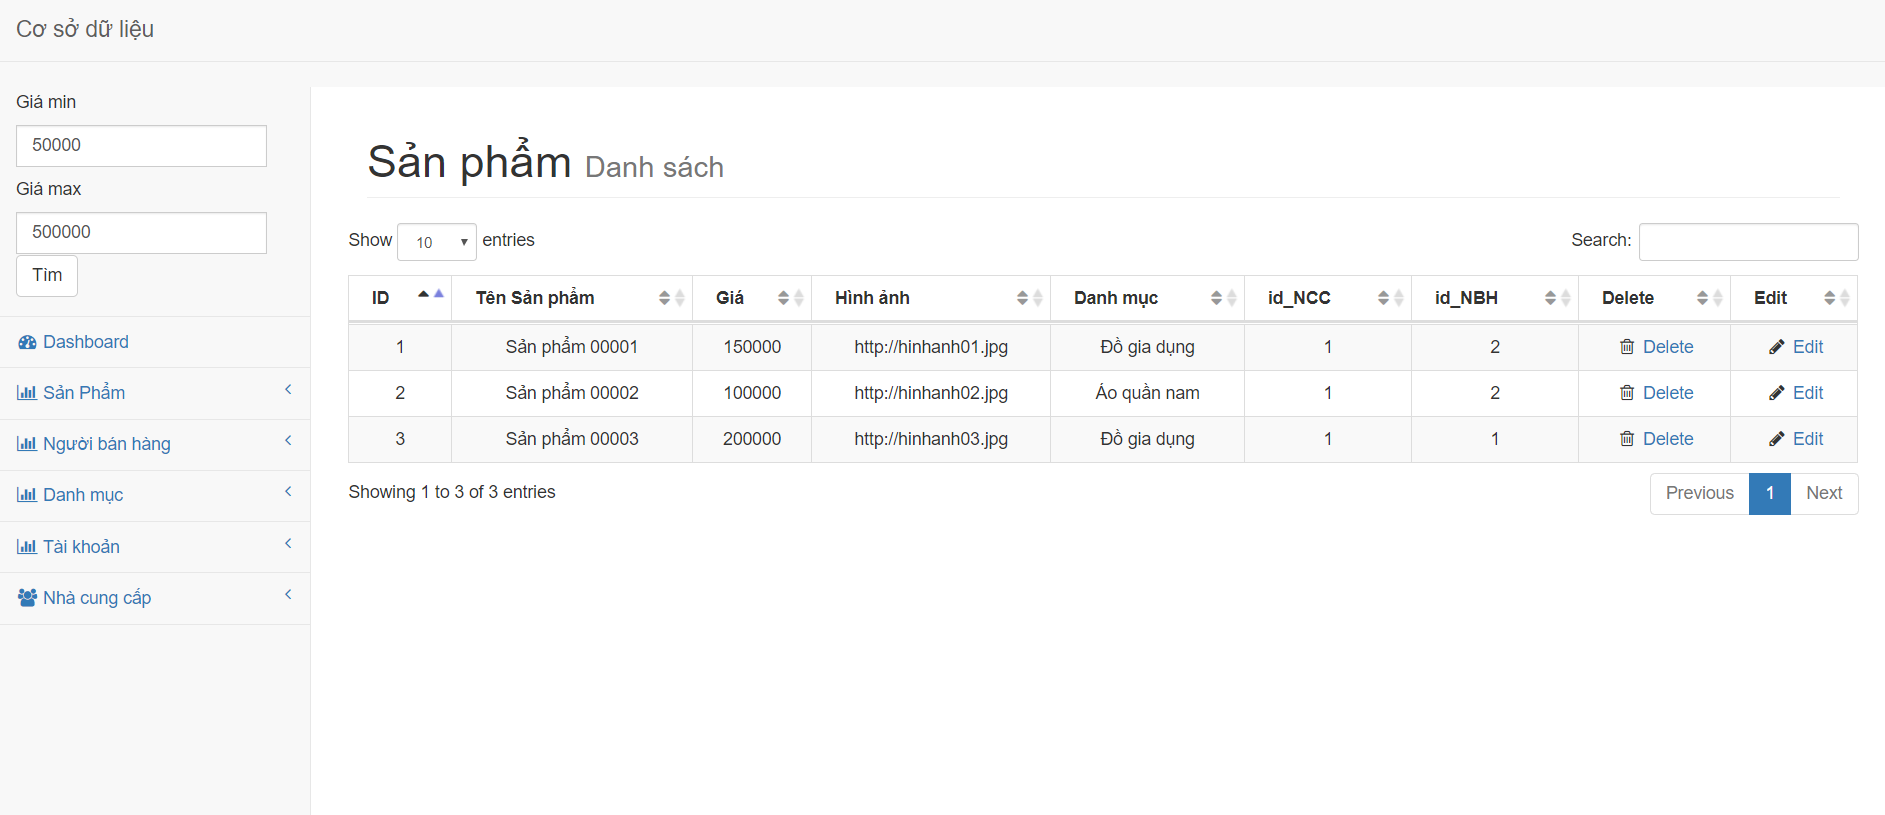 Cơ sở dữ liệu
Giá min
50000
Giá max
500000
Tìm
Dashboard
Sản Phẩm
Người bán hàng
Danh mục
Tài khoản
Nhà cung cấp
Sản phẩm Danh sách
Show 10 entries
Search:
ID Tên Sản phẩm Giá Hình ảnh Danh mục id_NCC id_NBH Delete Edit
1 Sản phẩm 00001 150000 http://hinhanh01.jpg Đồ gia dụng 1 2 Delete Edit
2 Sản phẩm 00002 100000 http://hinhanh02.jpg Áo quần nam 1 2 Delete Edit
3 Sản phẩm 00003 200000 http://hinhanh03.jpg Đồ gia dụng 1 1 Delete Edit
Showing 1 to 3 of 3 entries
Previous 1 Next